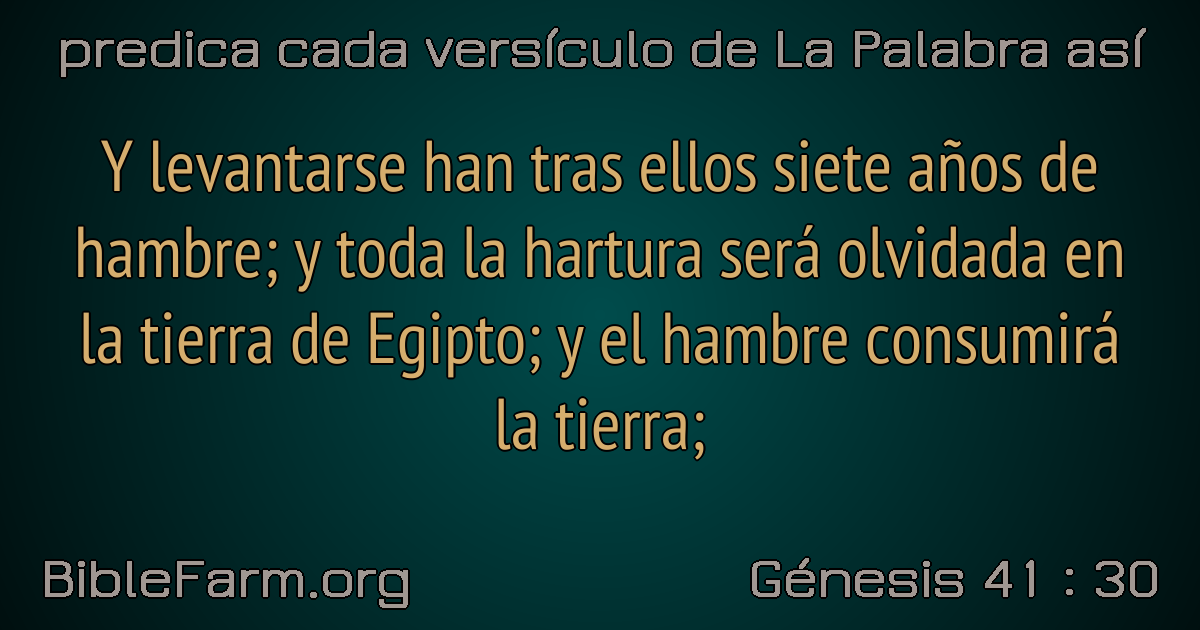 predica cada versículo de La Palabra así
Y levantarse han tras ellos siete años de
hambre; y toda la hartura será olvidada en
la tierra de Egipto; y el hambre consumirá
la tierra;
BibleFarm.org
Génesis 41 : 30